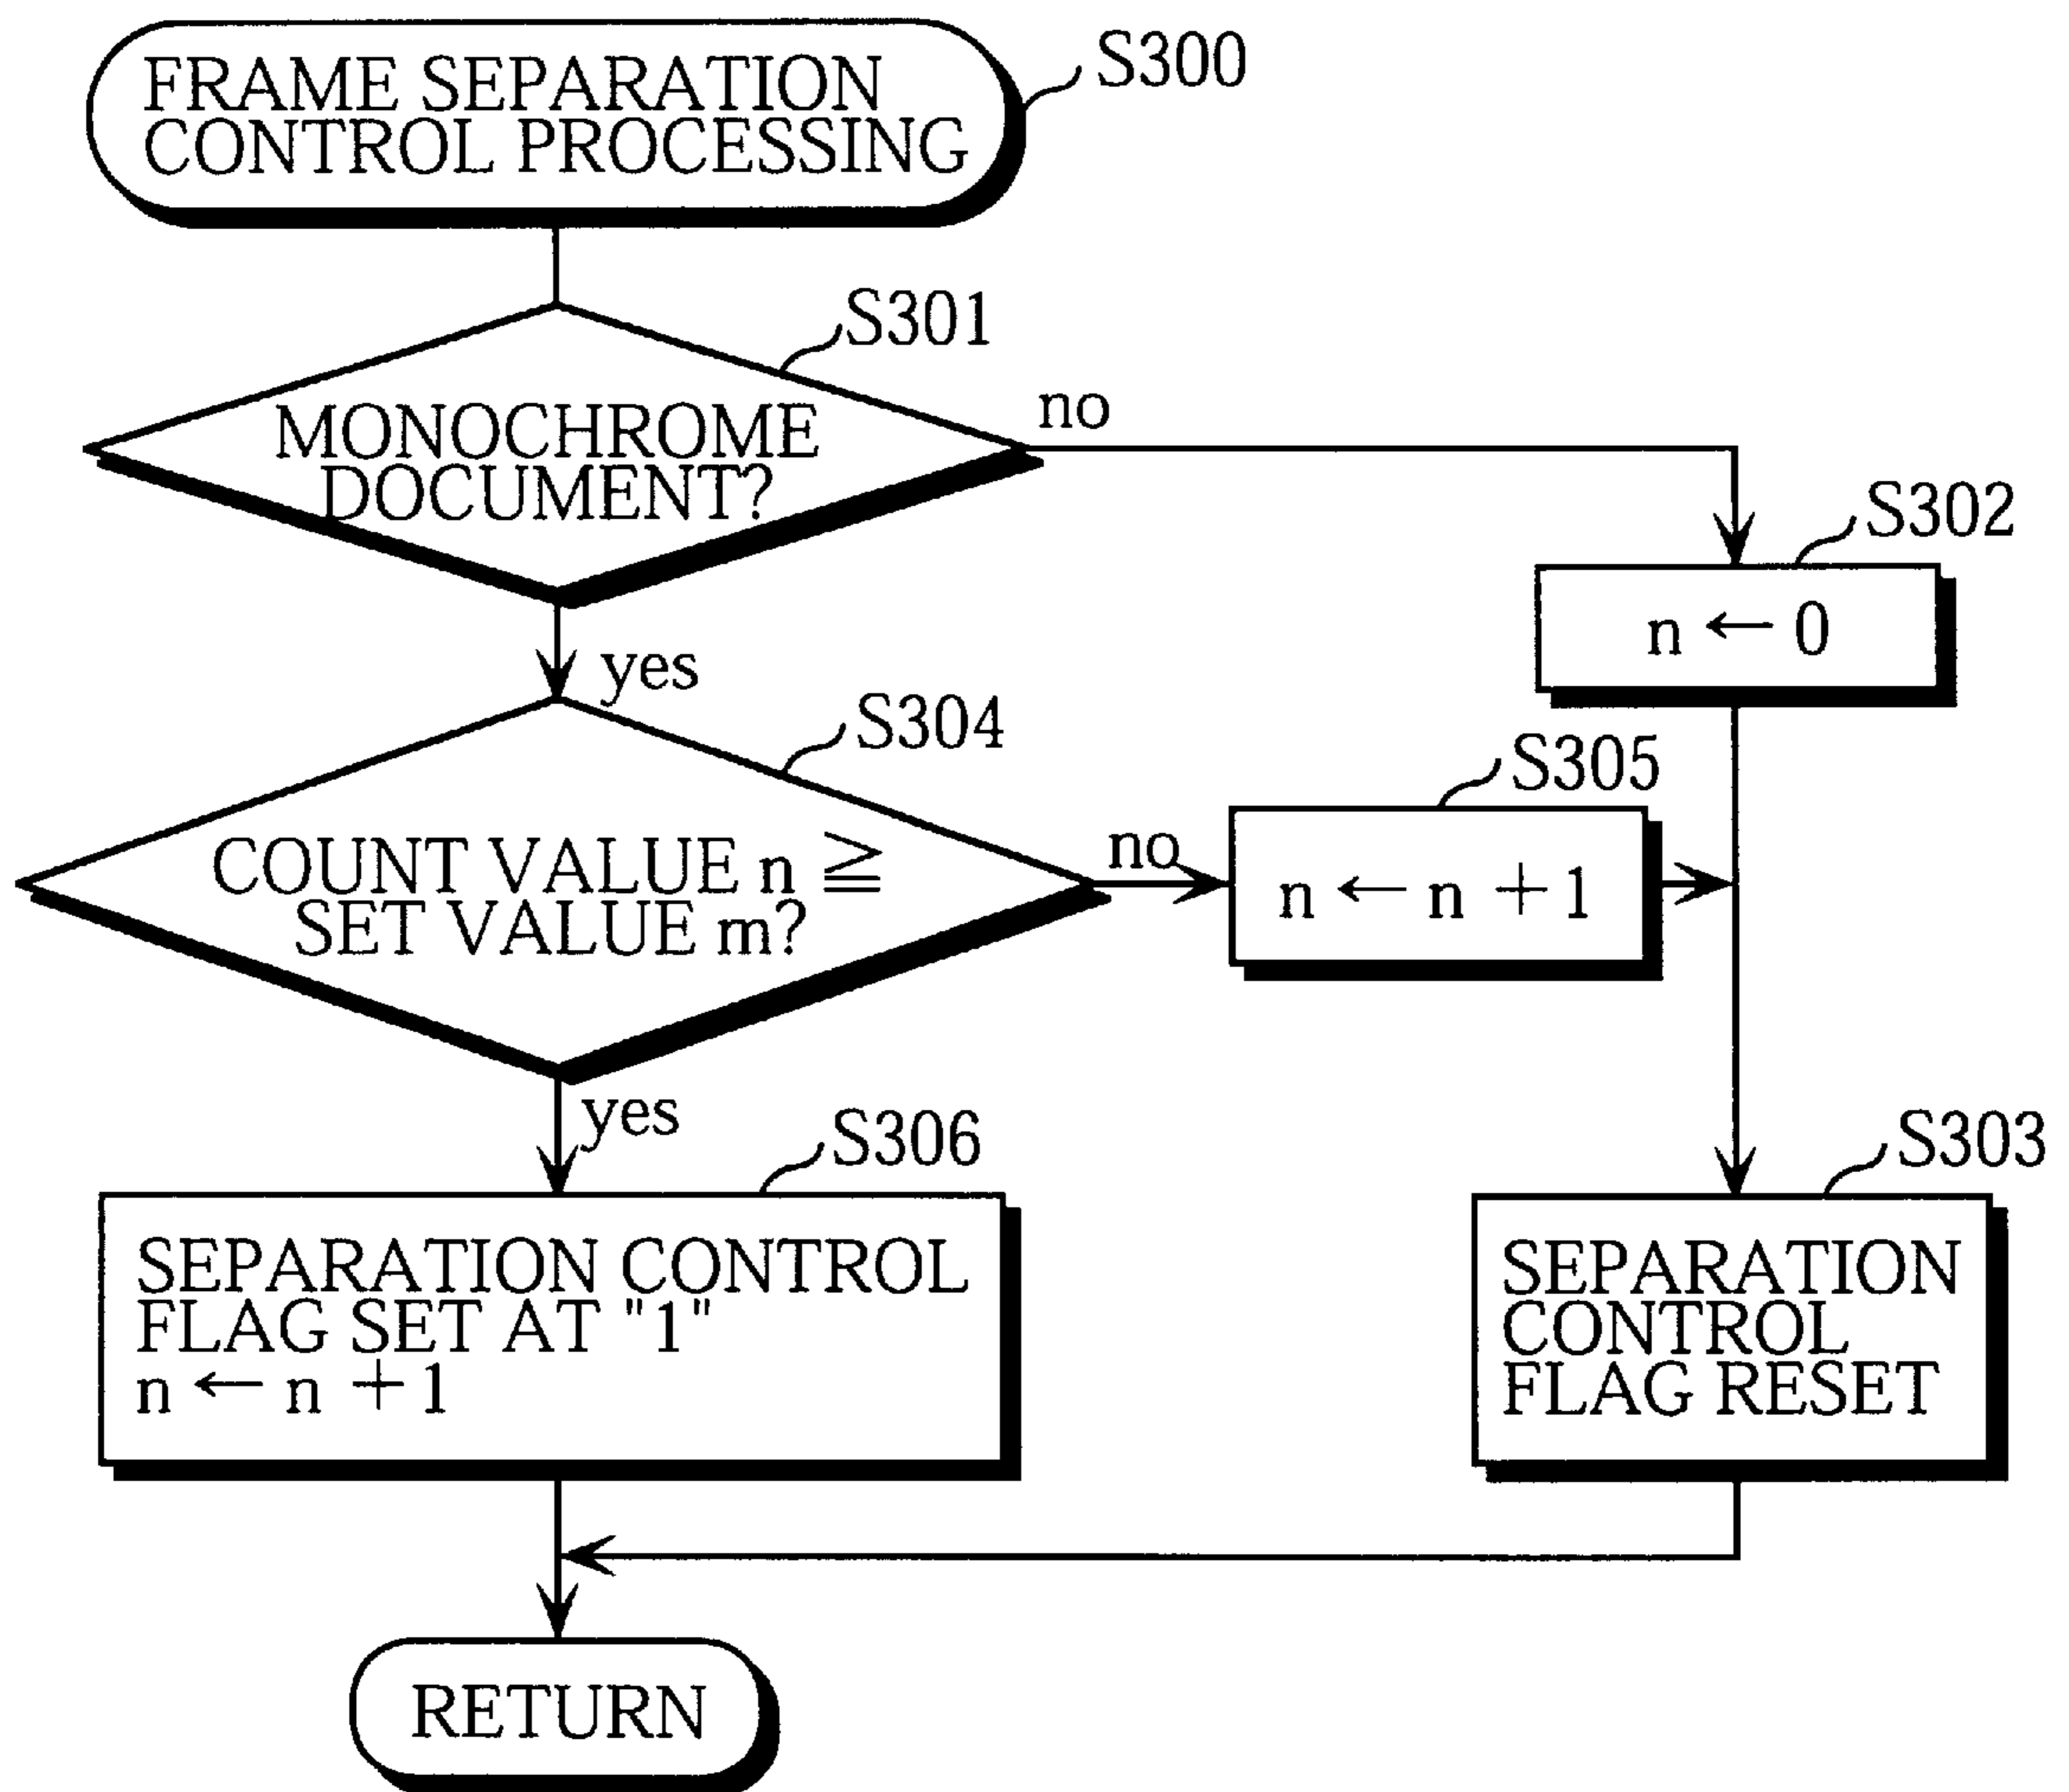 FRAME SEPARATION
CONTROL PROCESSING
S300
S301
MONOCHROME
DOCUMENT?
no
S302
n ← 0
yes
S304
COUNT VALUE n ≧
SET VALUE m?
no
S305
n ← n + 1
yes
S306
SEPARATION CONTROL
FLAG SET AT "1"
n ← n + 1
S303
SEPARATION
CONTROL
FLAG RESET
RETURN